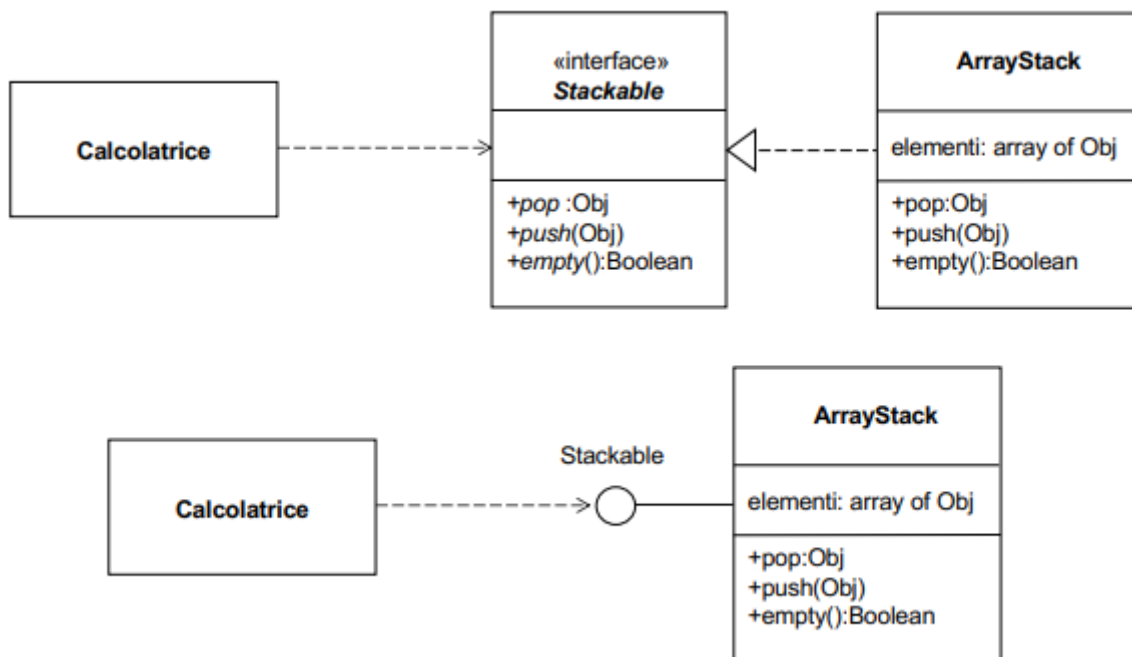 «interface»
Stackable
ArrayStack
Calcolatrice
elementi: array of Obj
+pop :Obj
+push(Obj)
+empty():Boolean
+pop:Obj
+push(Obj)
+empty():Boolean
ArrayStack
Stackable
Calcolatrice
elementi: array of Obj
+pop:Obj
+push(Obj)
+empty():Boolean